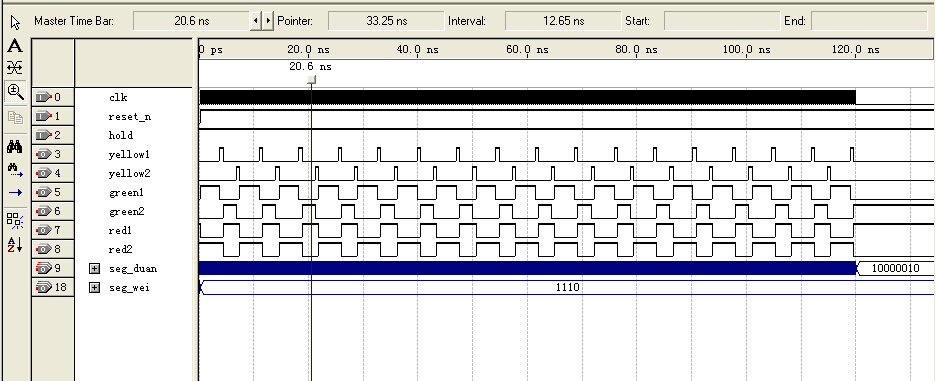 Master Time Bar: 20.6 ns Pointer: 33.25 ns Interval: 12.65 ns Start: End:
A
0 ps 20.0 ns 40.0 ns 60.0 ns 80.0 ns 100.0 ns 120.0 ns
20.6 ns
0 clk
1 reset_n
2 hold
3 yellow1
4 yellow2
5 green1
6 green2
7 red1
8 red2
9 seg_duan 10000010
18 seg_wei 1110